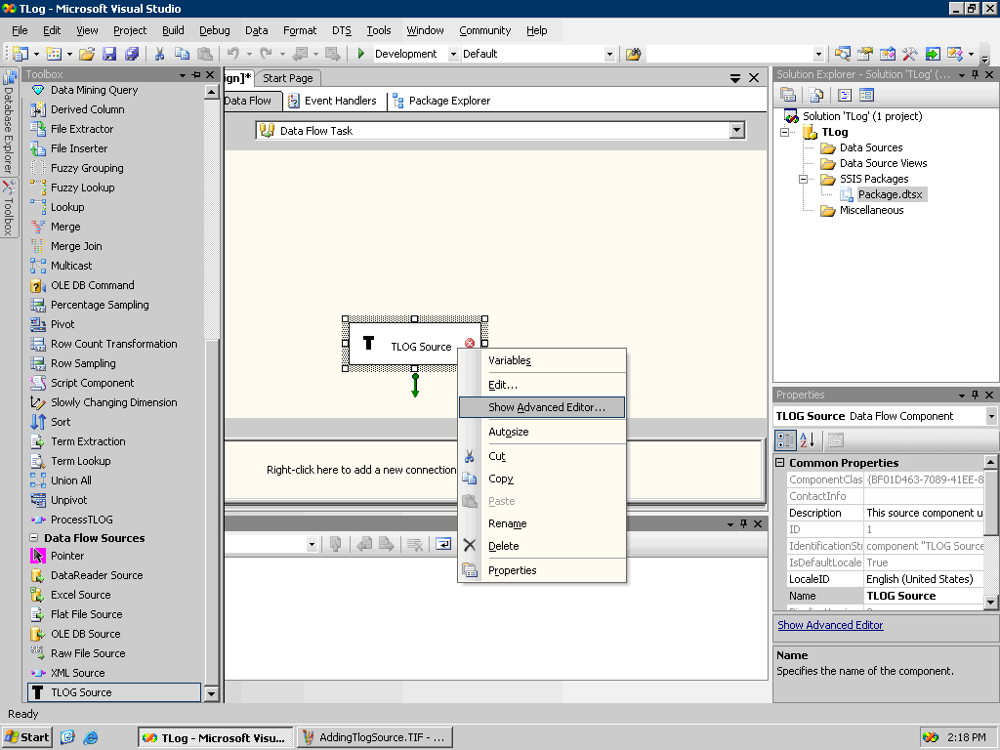 TLog - Microsoft Visual Studio
File Edit View Project Build Debug Data Format DTS Tools Window Community Help
Development Default
Toolbox
Database Explorer
Toolbox
Data Mining Query
Derived Column
File Extractor
File Inserter
Fuzzy Grouping
Fuzzy Lookup
Lookup
Merge
Merge Join
Multicast
OLE DB Command
Percentage Sampling
Pivot
Row Count Transformation
Row Sampling
Script Component
Slowly Changing Dimension
Sort
Term Extraction
Term Lookup
Union All
Unpivot
ProcessTLOG
Data Flow Sources
Pointer
DataReader Source
Excel Source
Flat File Source
OLE DB Source
Raw File Source
XML Source
T TLOG Source
ign]* Start Page
Data Flow Event Handlers Package Explorer
Data Flow Task
T TLOG Source
Right-click here to add a new connection
Variables
Edit...
Show Advanced Editor...
Autosize
Cut
Copy
Paste
Rename
Delete
Properties
Solution Explorer - Solution 'TLog' (...
Solution 'TLog' (1 project)
TLog
Data Sources
Data Source Views
SSIS Packages
Package.dtsx
Miscellaneous
Properties
TLOG Source Data Flow Component
Common Properties
ComponentClas {BF01D463-7089-41EE-8
ContactInfo
Description This source component u
ID 1
IdentificationSt component "TLOG Source
IsDefaultLocale True
LocaleID English (United States)
Name TLOG Source
Show Advanced Editor
Name
Specifies the name of the component.
Ready
Start TLog - Microsoft Visu... AddingTlogSource.TIF - ... 2:18 PM